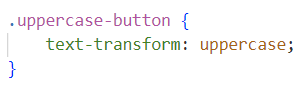 .uppercase-button {
    text-transform: uppercase;
}